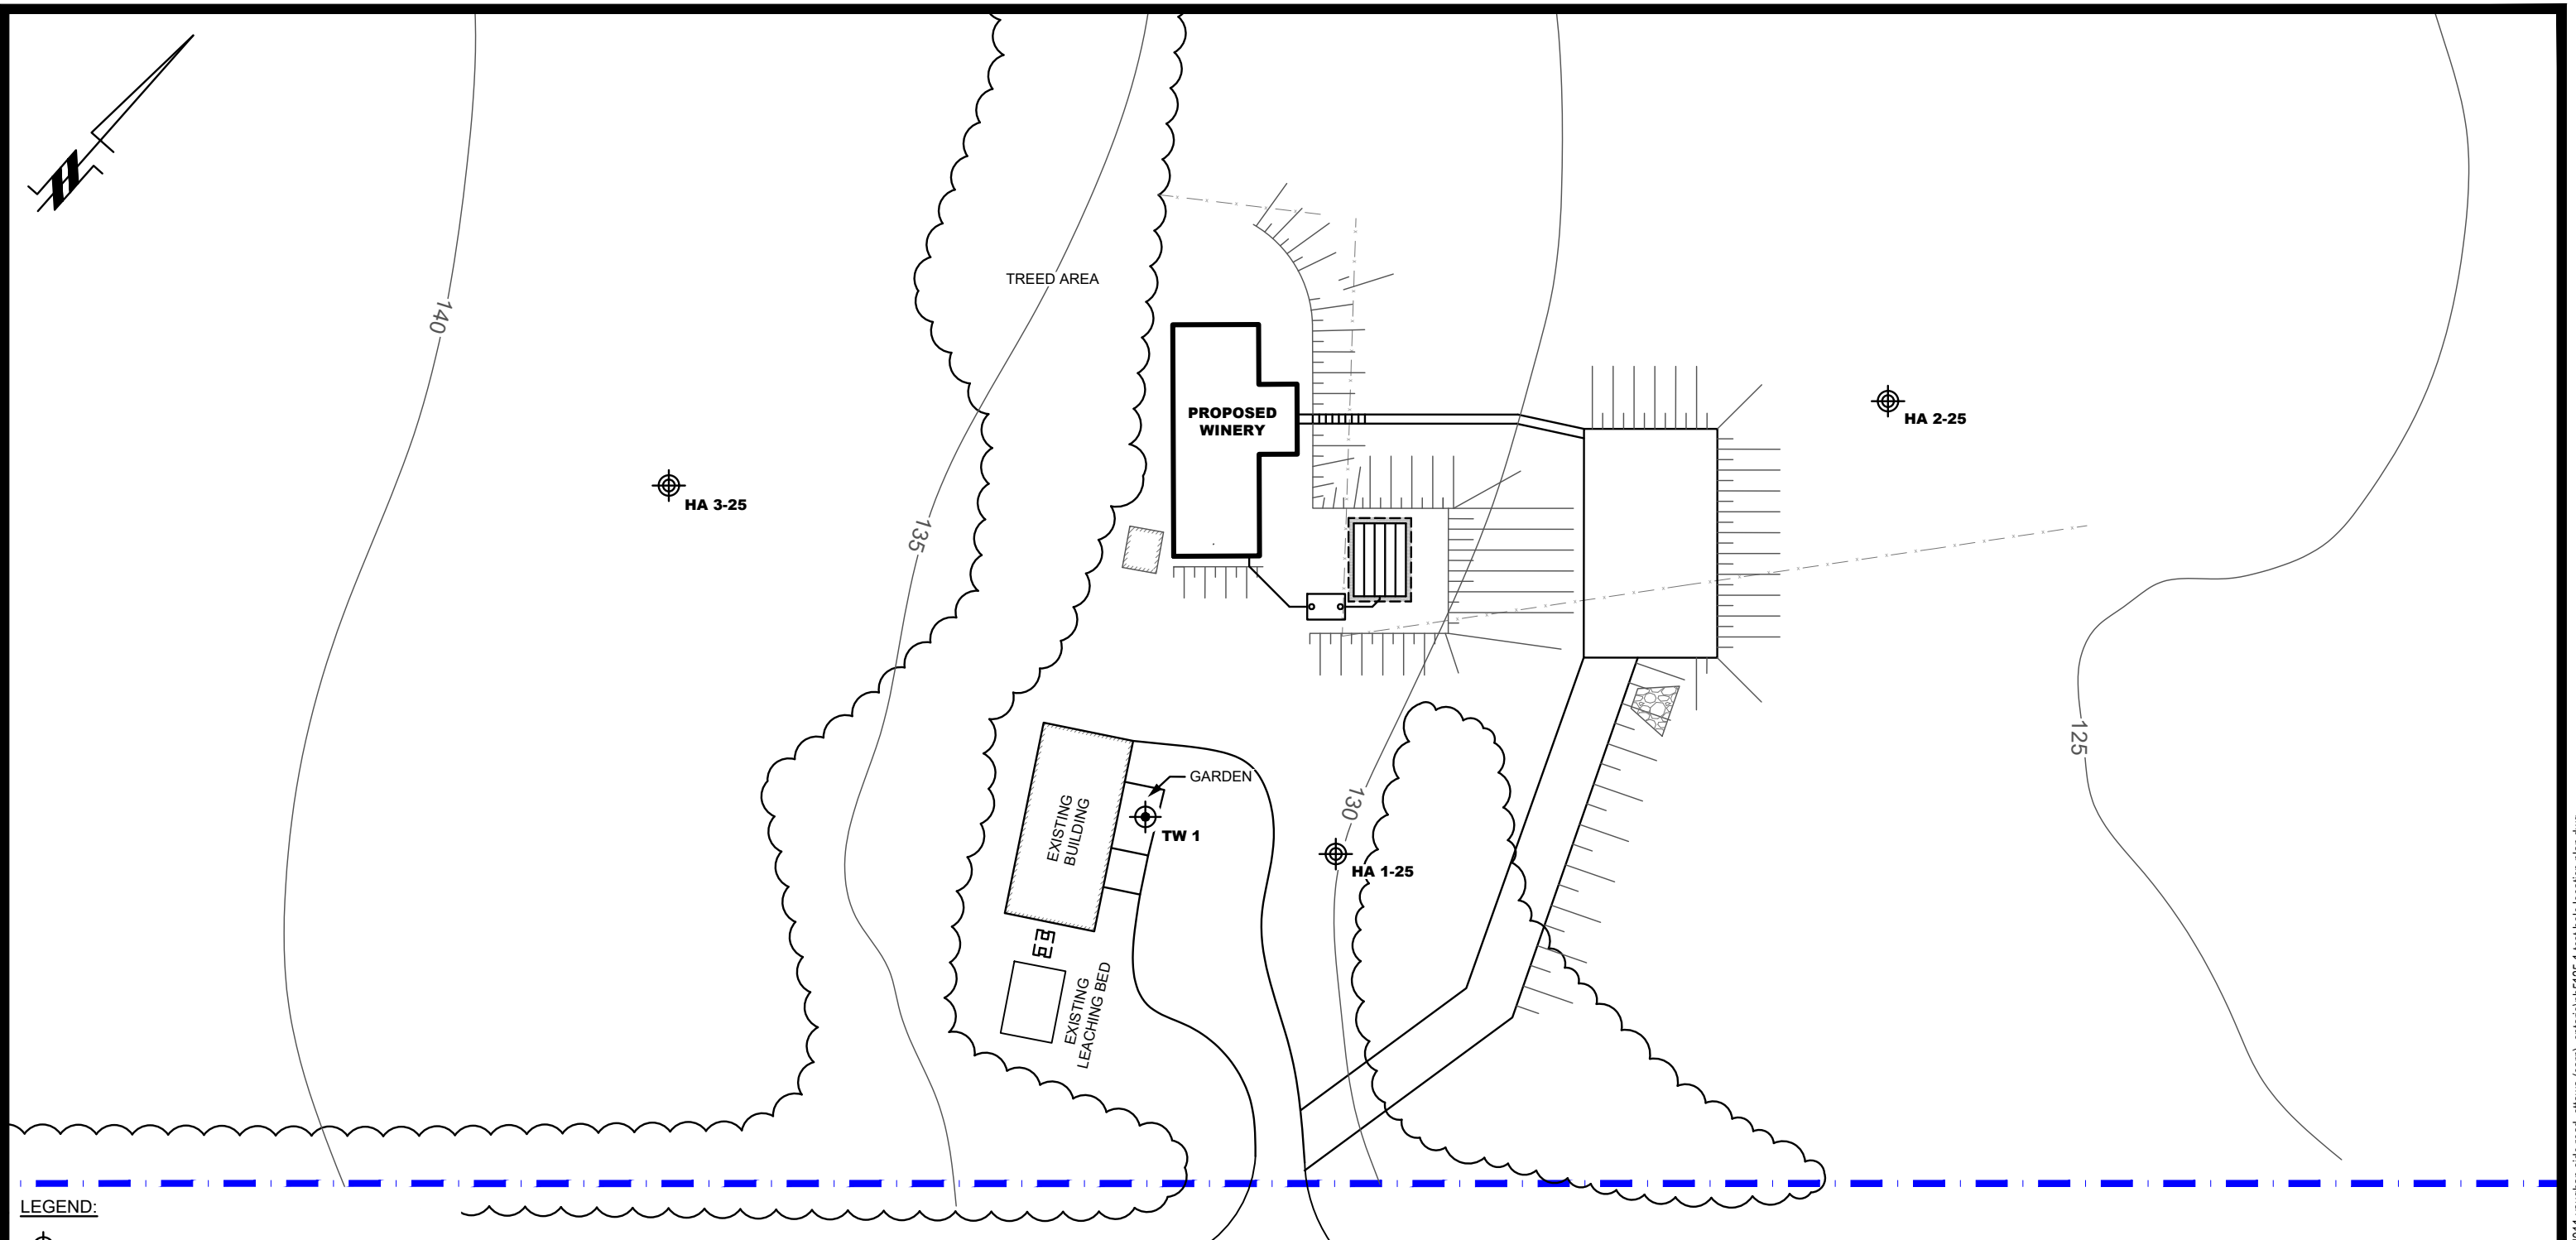 140
TREED AREA
PROPOSED
WINERY
HA 2-25
HA 3-25
135
125
GARDEN
EXISTING
BUILDING
130
TW 1
HA 1-25
EXISTING
LEACHING BED
LEGEND: